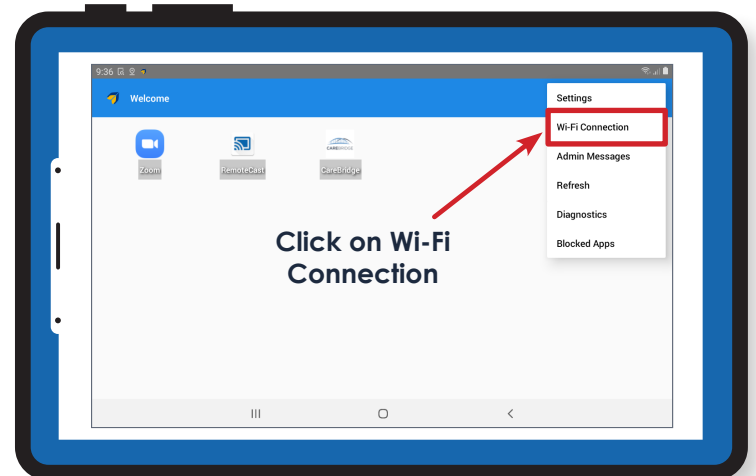 9:36
Welcome
Settings
Wi-Fi Connection
Admin Messages
Refresh
Diagnostics
Blocked Apps
Zoom
RemoteCast
CareBridge
CAREBRIDGE
Click on Wi-Fi
Connection